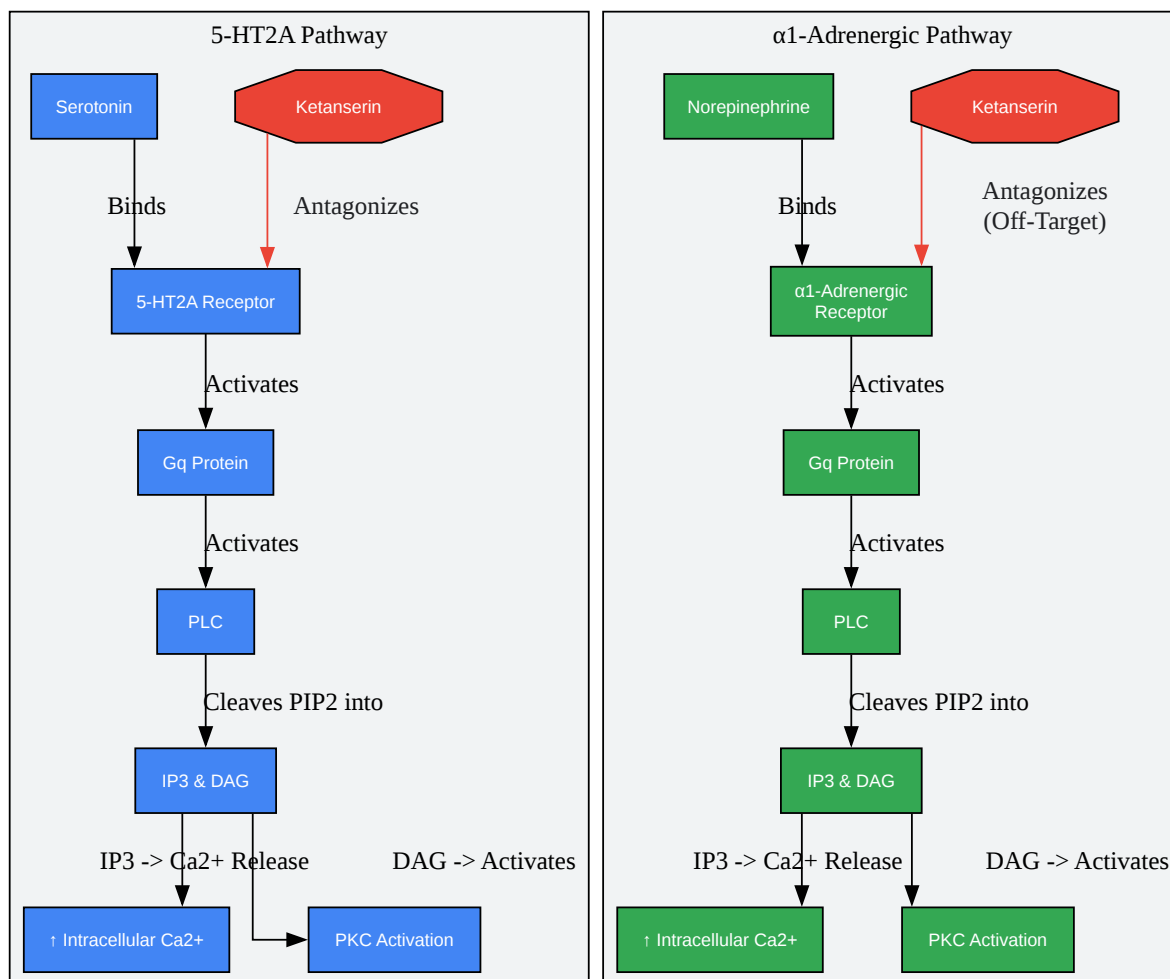 5-HT2A Pathway
Serotonin
Ketanserin
Binds
Antagonizes
5-HT2A Receptor
Activates
Gq Protein
Activates
PLC
Cleaves PIP2 into
IP3 & DAG
IP3 -> Ca2+ Release
DAG -> Activates
↑ Intracellular Ca2+
PKC Activation
α1-Adrenergic Pathway
Norepinephrine
Ketanserin
Binds
Antagonizes
(Off-Target)
α1-Adrenergic
Receptor
Activates
Gq Protein
Activates
PLC
Cleaves PIP2 into
IP3 & DAG
IP3 -> Ca2+ Release
DAG -> Activates
↑ Intracellular Ca2+
PKC Activation